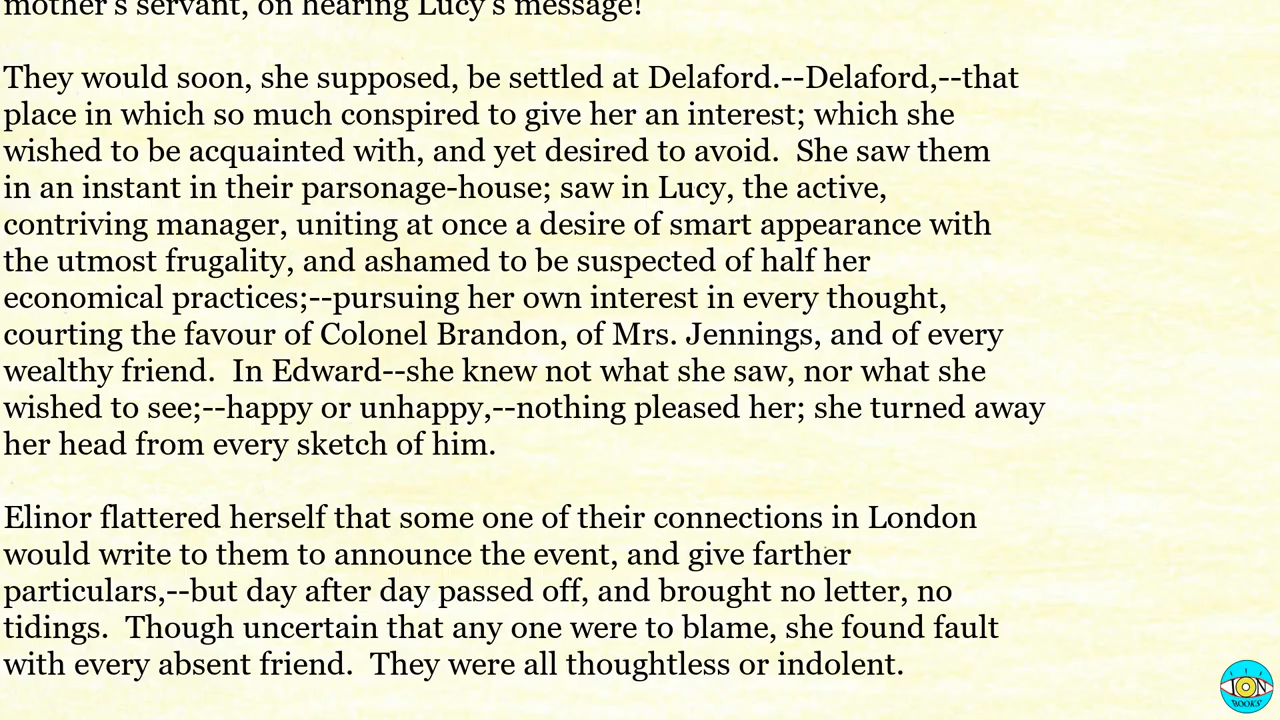 mother's servant, on hearing Lucy's message!
They would soon, she supposed, be settled at Delaford.--Delaford,--that
place in which so much conspired to give her an interest; which she
wished to be acquainted with, and yet desired to avoid.  She saw them
in an instant in their parsonage-house; saw in Lucy, the active,
contriving manager, uniting at once a desire of smart appearance with
the utmost frugality, and ashamed to be suspected of half her
economical practices;--pursuing her own interest in every thought,
courting the favour of Colonel Brandon, of Mrs. Jennings, and of every
wealthy friend.  In Edward--she knew not what she saw, nor what she
wished to see;--happy or unhappy,--nothing pleased her; she turned away
her head from every sketch of him.
Elinor flattered herself that some one of their connections in London
would write to them to announce the event, and give farther
particulars,--but day after day passed off, and brought no letter, no
tidings.  Though uncertain that any one were to blame, she found fault
with every absent friend.  They were all thoughtless or indolent.
ION
BOOKS